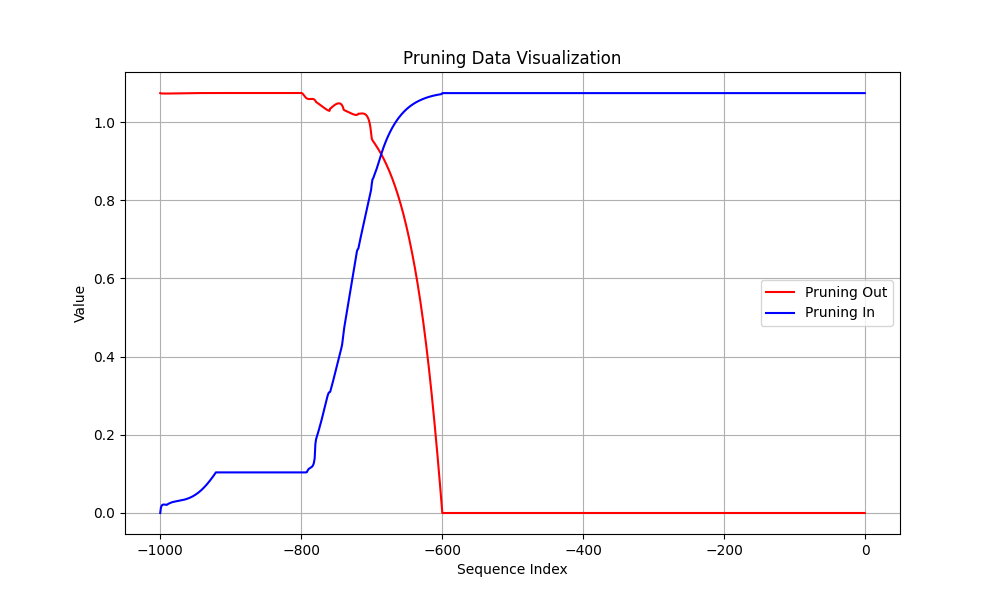 Pruning Data Visualization
Value
1.0
0.8
0.6
0.4
0.2
0.0
Pruning Out
Pruning In
−1000 −800 −600 −400 −200 0
Sequence Index